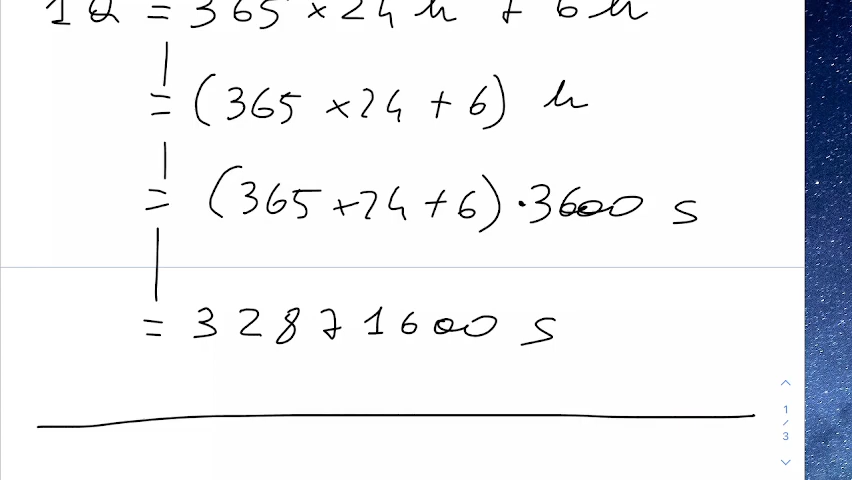 1 a = 365 × 24 h + 6 h
= (365 × 24 + 6) h
= (365 × 24 + 6) · 3600 s
= 32871600 s
1
/
3